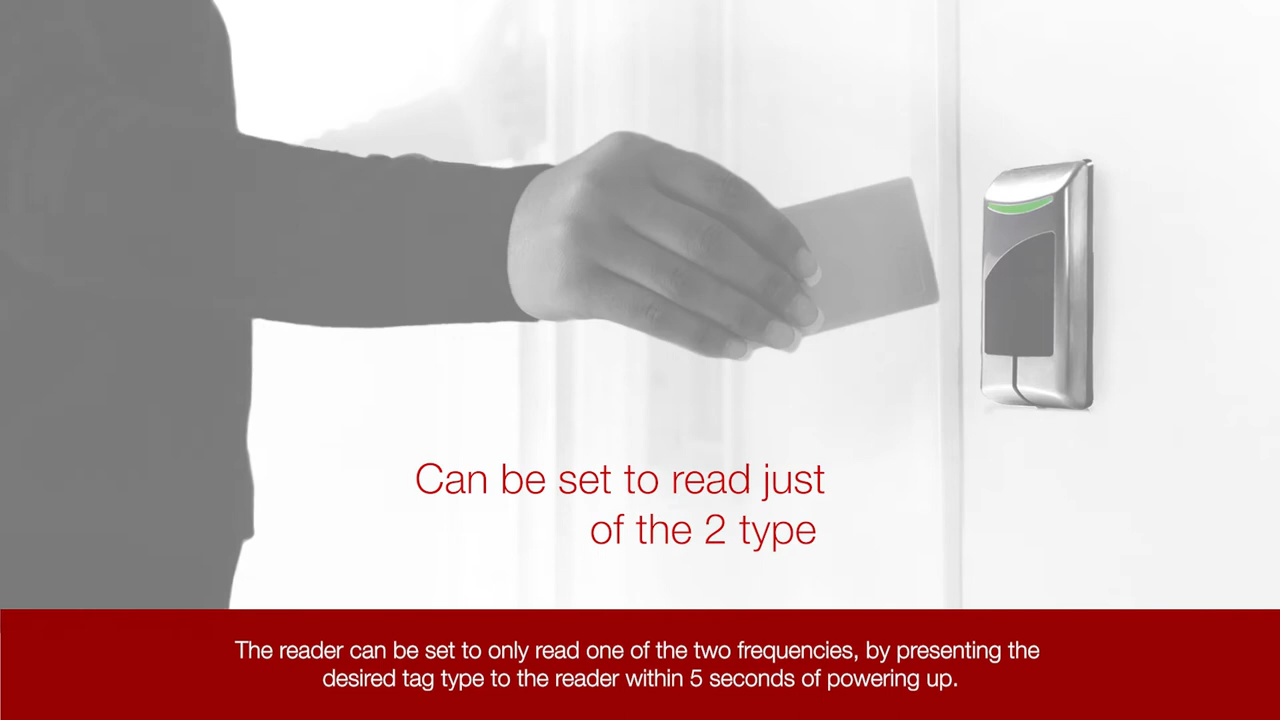 Can be set to read just
of the 2 type
The reader can be set to only read one of the two frequencies, by presenting the
desired tag type to the reader within 5 seconds of powering up.